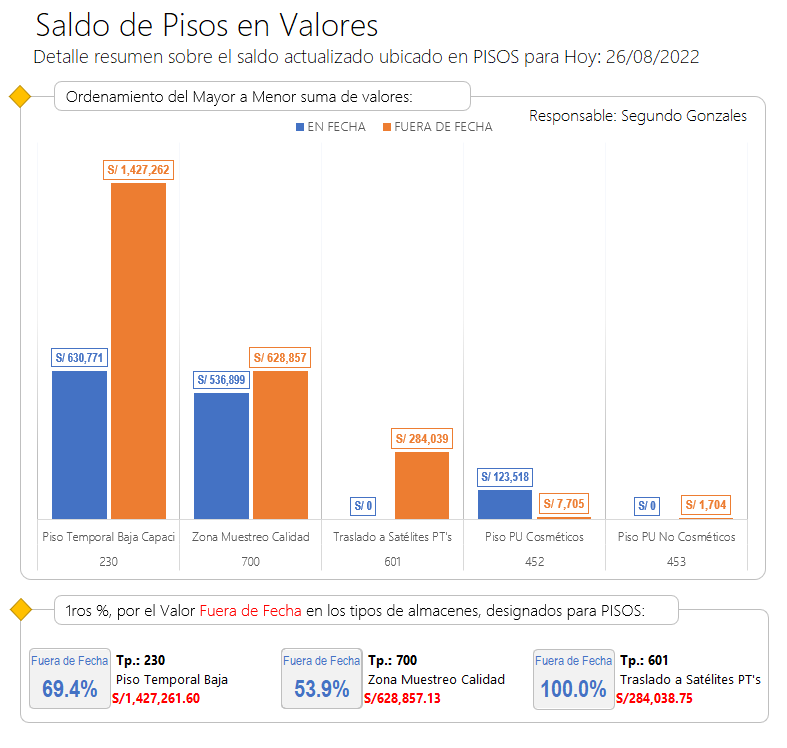 Saldo de Pisos en Valores
Detalle resumen sobre el saldo actualizado ubicado en PISOS para Hoy: 26/08/2022
Ordenamiento del Mayor a Menor suma de valores:
Responsable: Segundo Gonzales
EN FECHA FUERA DE FECHA
S/ 1,427,262
S/ 630,771
S/ 628,857
S/ 536,899
S/ 284,039
S/ 0
S/ 123,518
S/ 7,705
S/ 0
S/ 1,704
Piso Temporal Baja Capaci Zona Muestreo Calidad Traslado a Satélites PT's Piso PU Cosméticos Piso PU No Cosméticos
230 700 601 452 453
1ros %, por el Valor Fuera de Fecha en los tipos de almacenes, designados para PISOS:
Fuera de Fecha
69.4%
Tp.: 230
Piso Temporal Baja
S/1,427,261.60
Fuera de Fecha
53.9%
Tp.: 700
Zona Muestreo Calidad
S/628,857.13
Fuera de Fecha
100.0%
Tp.: 601
Traslado a Satélites PT's
S/284,038.75